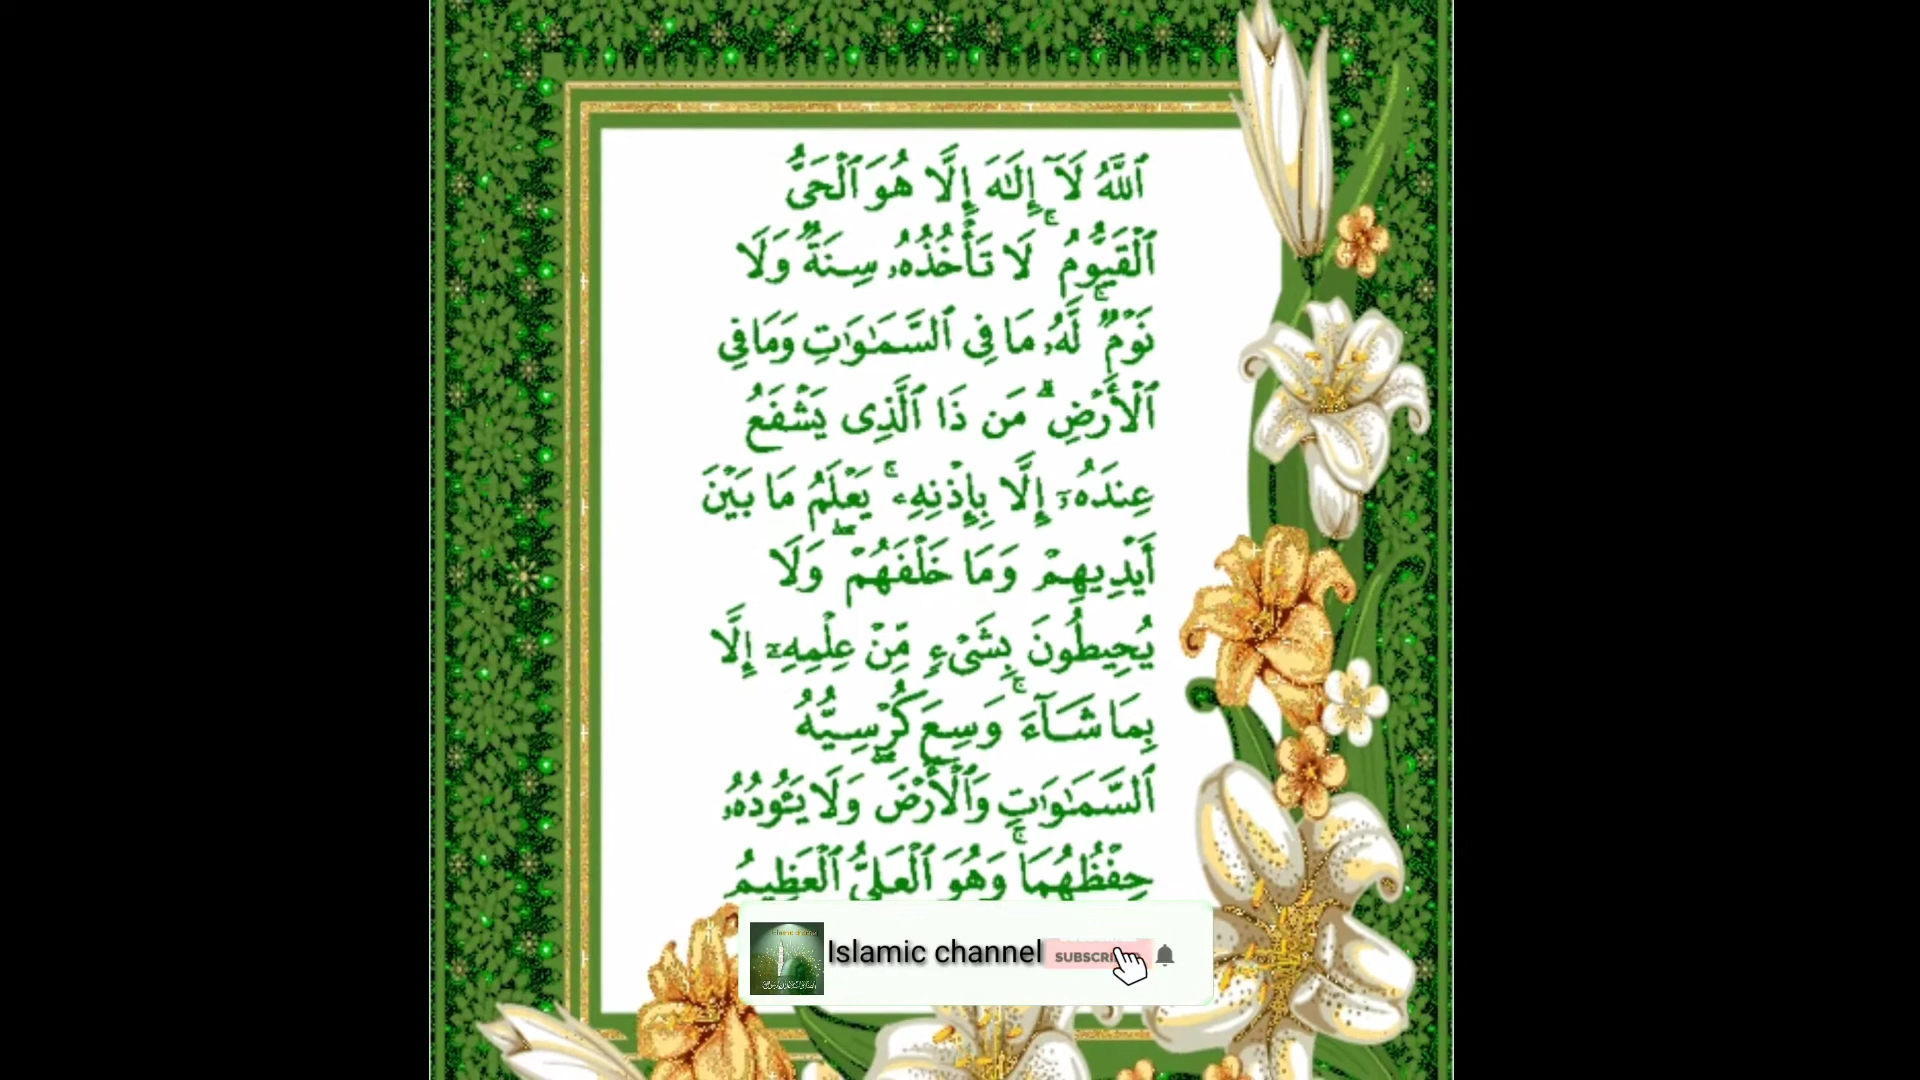 ٱللَّهُ لَآ إِلَٰهَ إِلَّا هُوَ ٱلْحَىُّ
ٱلْقَيُّومُ ۚ لَا تَأْخُذُهُۥ سِنَةٌ وَلَا
نَوْمٌ ۚ لَّهُۥ مَا فِى ٱلسَّمَٰوَٰتِ وَمَا فِى
ٱلْأَرْضِ ۗ مَن ذَا ٱلَّذِى يَشْفَعُ
عِندَهُۥٓ إِلَّا بِإِذْنِهِۦ ۚ يَعْلَمُ مَا بَيْنَ
أَيْدِيهِمْ وَمَا خَلْفَهُمْ ۖ وَلَا
يُحِيطُونَ بِشَىْءٍ مِّنْ عِلْمِهِۦٓ إِلَّا
بِمَا شَآءَ ۚ وَسِعَ كُرْسِيُّهُ
ٱلسَّمَٰوَٰتِ وَٱلْأَرْضَ ۖ وَلَا يَـُٔودُهُۥ
حِفْظُهُمَا ۚ وَهُوَ ٱلْعَلِىُّ ٱلْعَظِيمُ
Islamic channel